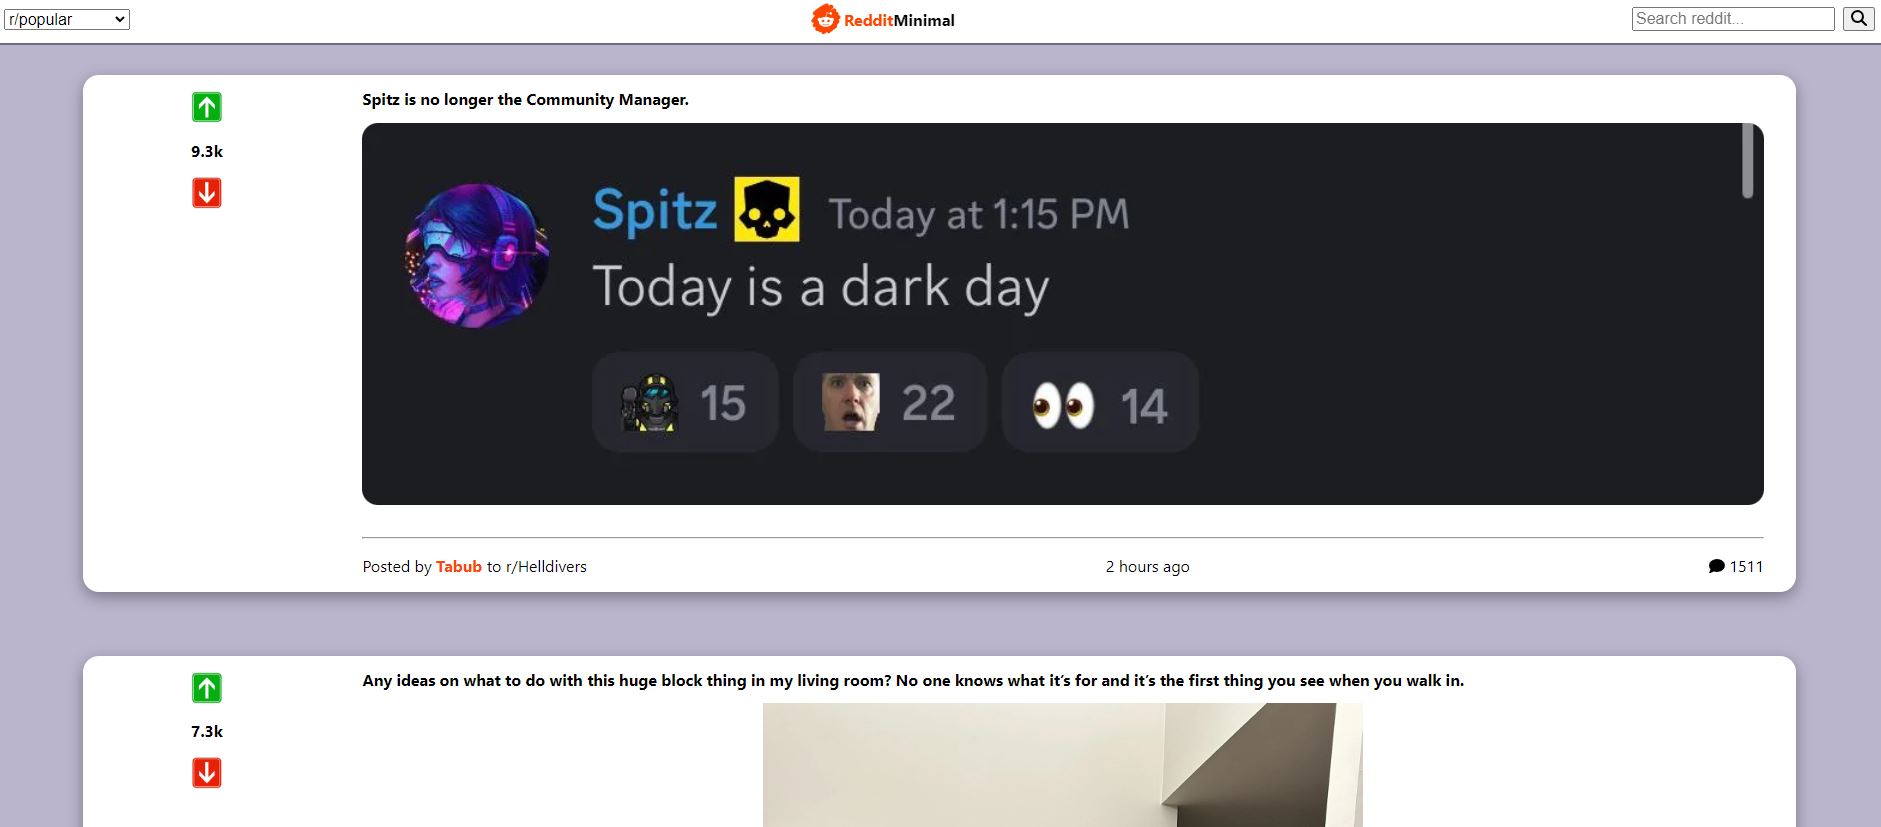 r/popular
RedditMinimal
Search reddit...
Spitz is no longer the Community Manager.
9.3k
Spitz Today at 1:15 PM
Today is a dark day
15 22 14
Posted by Tabub to r/Helldivers 2 hours ago 1511
Any ideas on what to do with this huge block thing in my living room? No one knows what it’s for and it’s the first thing you see when you walk in.
7.3k